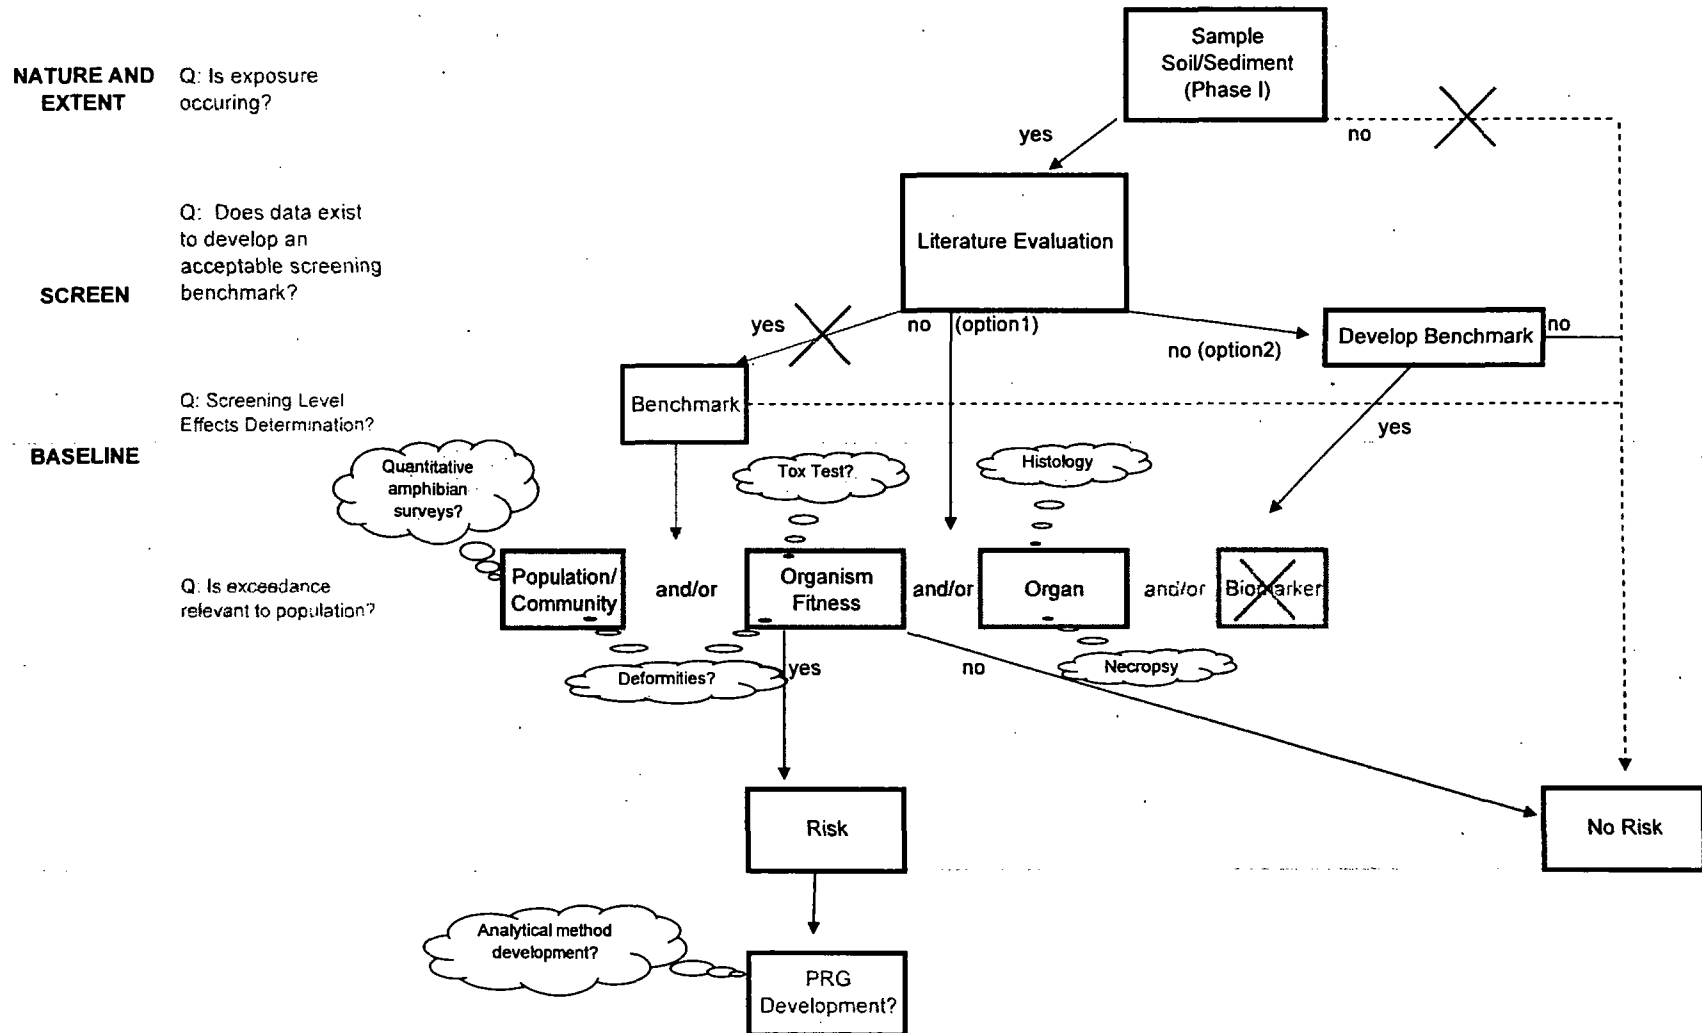 Sample
Soil/Sediment
(Phase I)
NATURE AND
EXTENT
Q: Is exposure
occuring?
yes
no
Q: Does data exist
to develop an
acceptable screening
benchmark?
SCREEN
Literature Evaluation
yes
no
(option1)
no (option2)
Develop Benchmark
no
Benchmark
Q: Screening Level
Effects Determination?
yes
BASELINE
Quantitative
amphibian
surveys?
Tox Test?
Histology
Q: Is exceedance
relevant to population?
Population/
Community
and/or
Organism
Fitness
and/or
Organ
and/or
Biomarker
Deformities?
yes
no
Necropsy
Risk
No Risk
Analytical method
development?
PRG
Development?